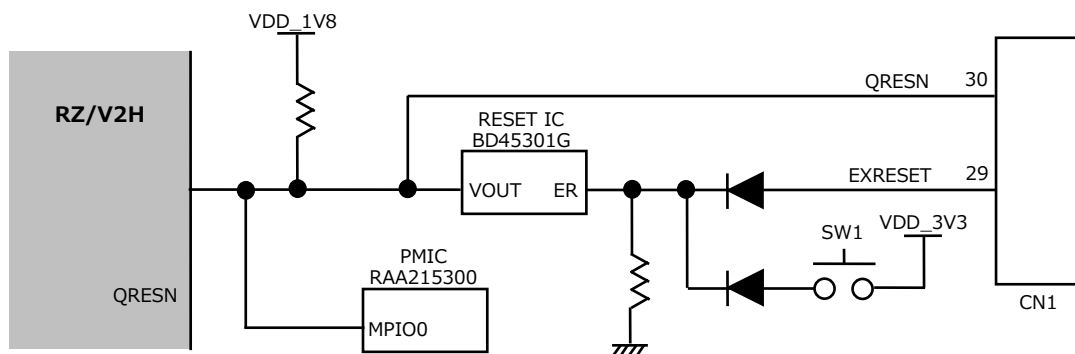 VDD_1V8
QRESN 30
RZ/V2H
RESET IC
BD45301G
VOUT ER
EXRESET 29
SW1
VDD_3V3
PMIC
RAA215300
QRESN
MPIO0
CN1